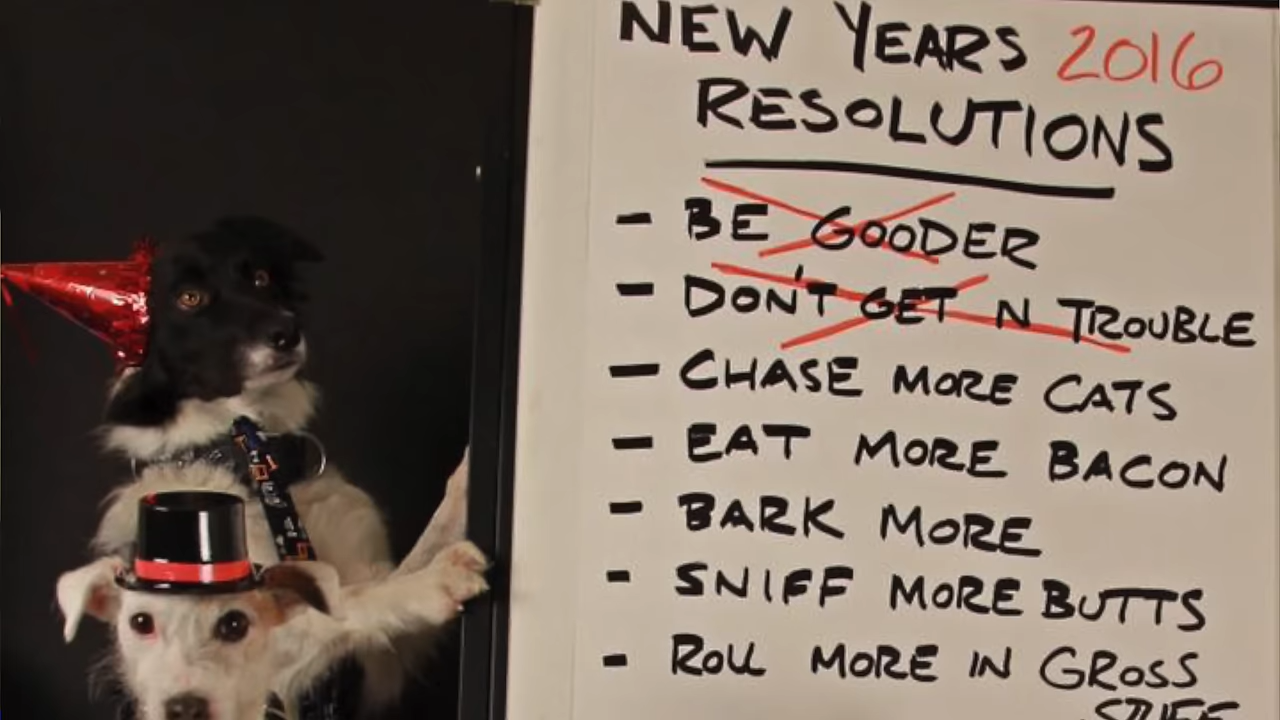 NEW YEARS 2016
RESOLUTIONS
- BE GOODER
- DON'T GET N TROUBLE
- CHASE MORE CATS
- EAT MORE BACON
- BARK MORE
- SNIFF MORE BUTTS
- ROLL MORE IN GROSS
STUFF